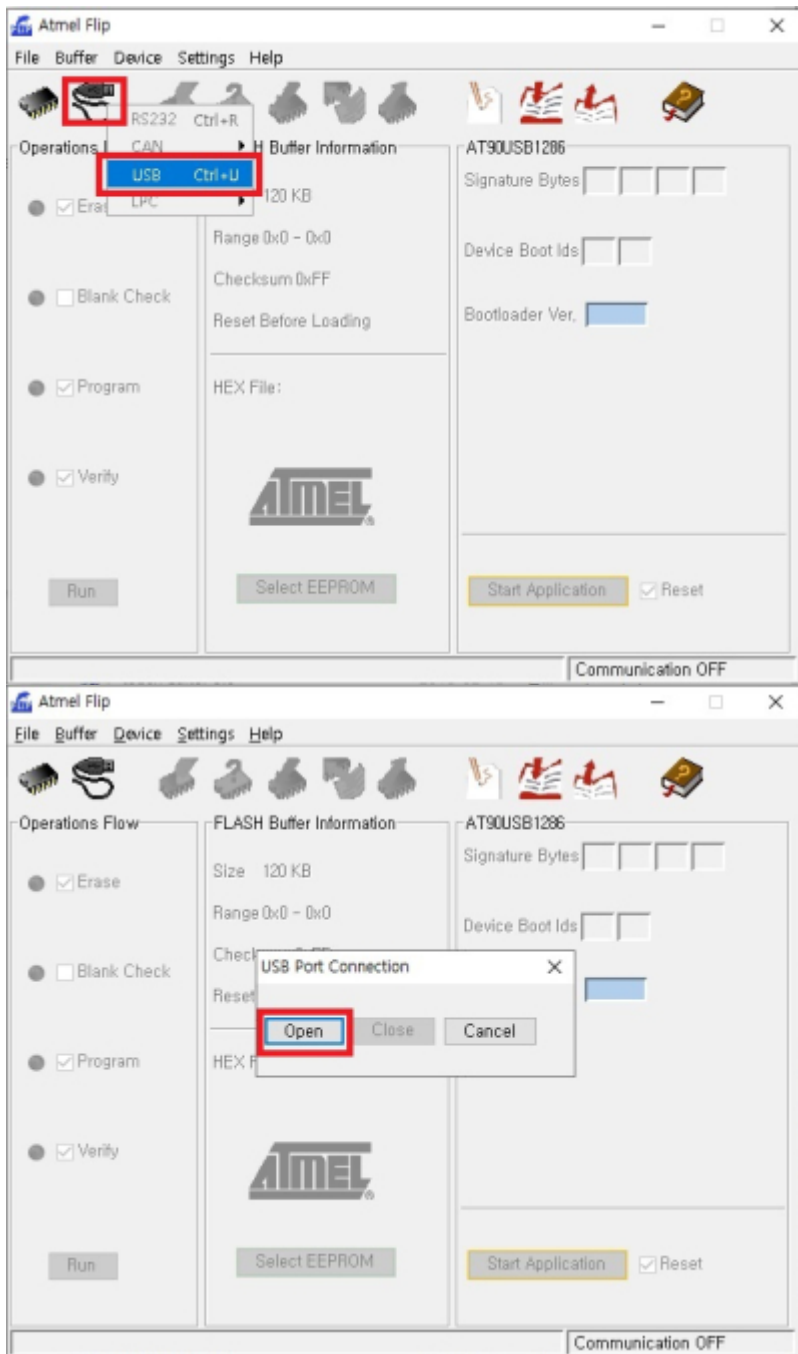 Atmel Flip
File Buffer Device Settings Help
RS232 Ctrl+R
CAN
USB Ctrl+U
LPC
Operations
H Buffer Information
AT90USB1286
Signature Bytes
Eras
120 KB
Range 0x0 - 0x0
Device Boot Ids
Checksum 0xFF
Blank Check
Reset Before Loading
Bootloader Ver,
Program
HEX File:
Verify
ATMEL
Run
Select EEPROM
Start Application
Reset
Communication OFF
Atmel Flip
File Buffer Device Settings Help
Operations Flow
FLASH Buffer Information
AT90USB1286
Signature Bytes
Erase
Size 120 KB
Range 0x0 - 0x0
Device Boot Ids
Check
USB Port Connection
Blank Check
Reset
Open
Close
Cancel
Program
HEX F
Verify
ATMEL
Run
Select EEPROM
Start Application
Reset
Communication OFF